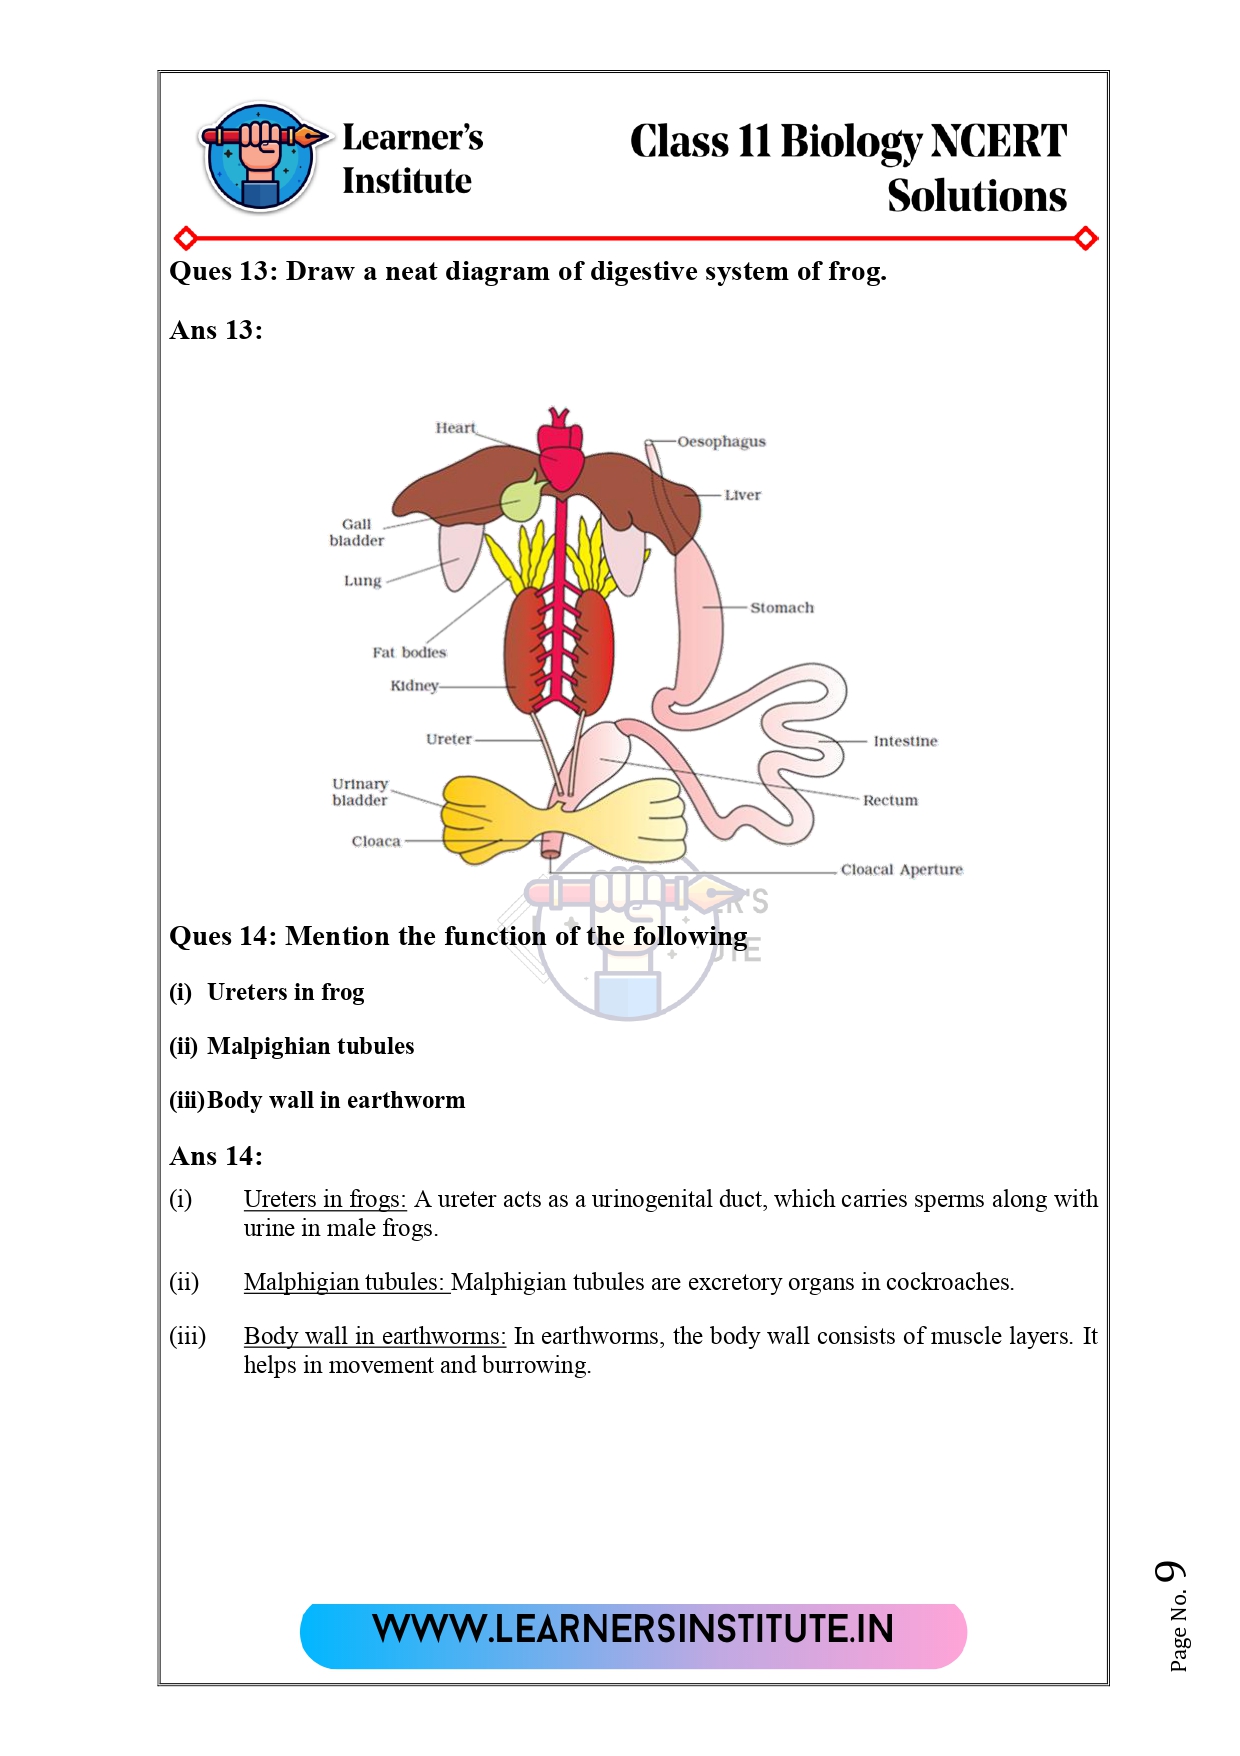 Learner's
Institute
Class 11 Biology NCERT
Solutions
Ques 13: Draw a neat diagram of digestive system of frog.
Ans 13:
Heart
Oesophagus
Liver
Gall
bladder
Lung
Stomach
Fat bodies
Kidney
Ureter
Intestine
Urinary
bladder
Rectum
Cloaca
Cloacal Aperture
Ques 14: Mention the function of the following
(i) Ureters in frog
(ii) Malpighian tubules
(iii) Body wall in earthworm
Ans 14:
(i) Ureters in frogs: A ureter acts as a urinogenital duct, which carries sperms along with
urine in male frogs.
(ii) Malphigian tubules: Malphigian tubules are excretory organs in cockroaches.
(iii) Body wall in earthworms: In earthworms, the body wall consists of muscle layers. It
helps in movement and burrowing.
WWW.LEARNERSINSTITUTE.IN
Page No. 9